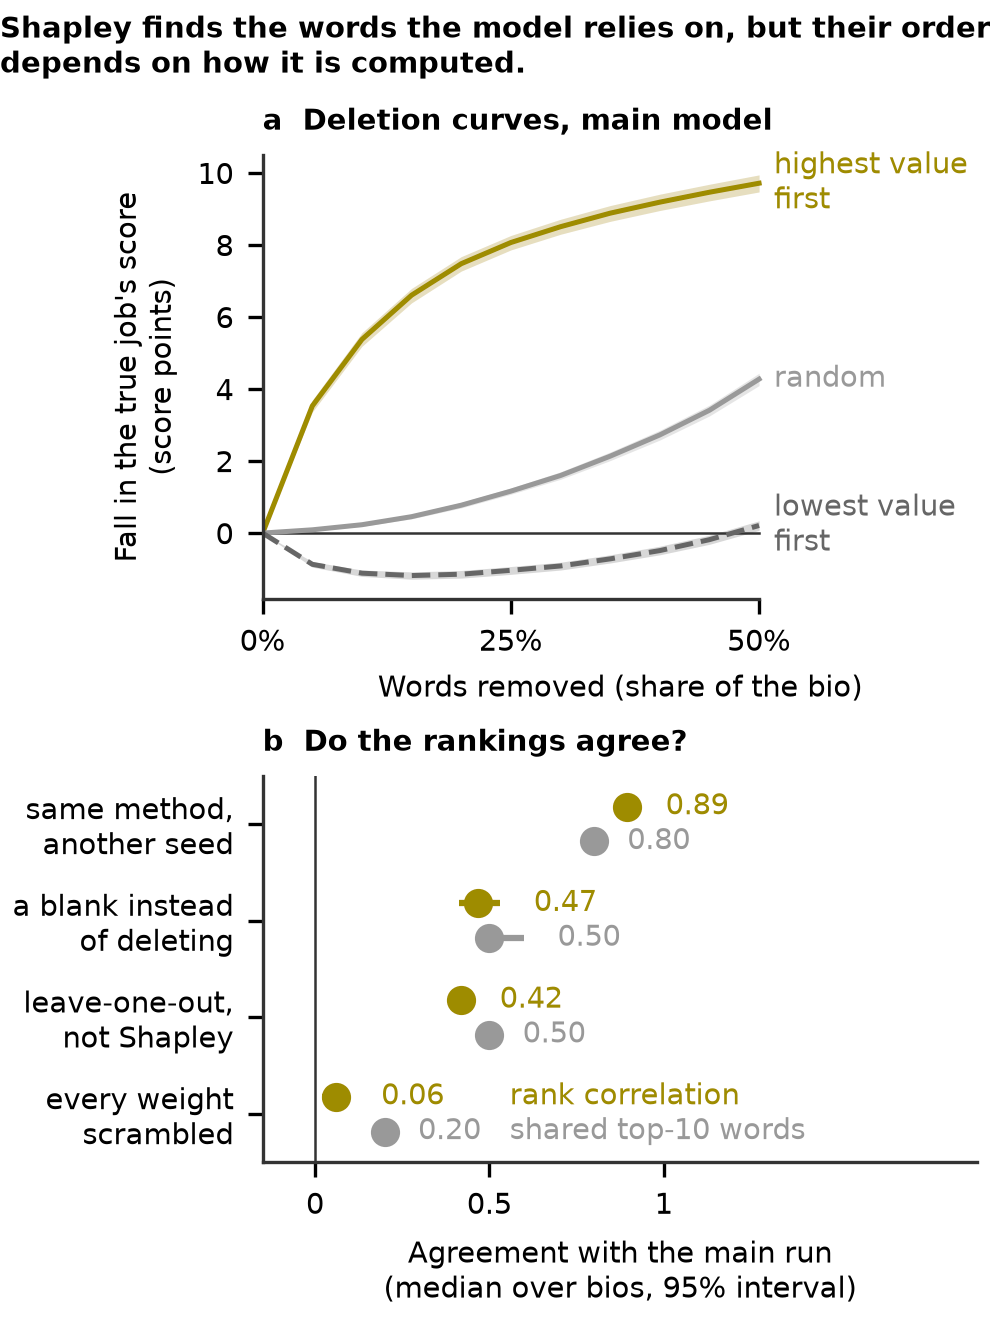 Shapley finds the words the model relies on, but their order
depends on how it is computed.
a Deletion curves, main model
Fall in the true job's score
(score points)
10
8
6
4
2
0
highest value
first
random
lowest value
first
0% 25% 50%
Words removed (share of the bio)
b Do the rankings agree?
same method,
another seed
0.89
0.80
a blank instead
of deleting
0.47
0.50
leave-one-out,
not Shapley
0.42
0.50
every weight
scrambled
0.06 rank correlation
0.20 shared top-10 words
0 0.5 1
Agreement with the main run
(median over bios, 95% interval)